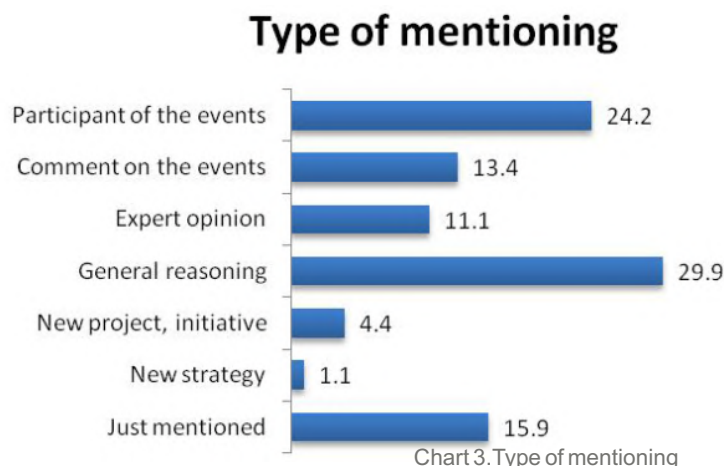 Type of mentioning
Participant of the events 24.2
Comment on the events 13.4
Expert opinion 11.1
General reasoning 29.9
New project, initiative 4.4
New strategy 1.1
Just mentioned 15.9
Chart 3.Type of mentioning